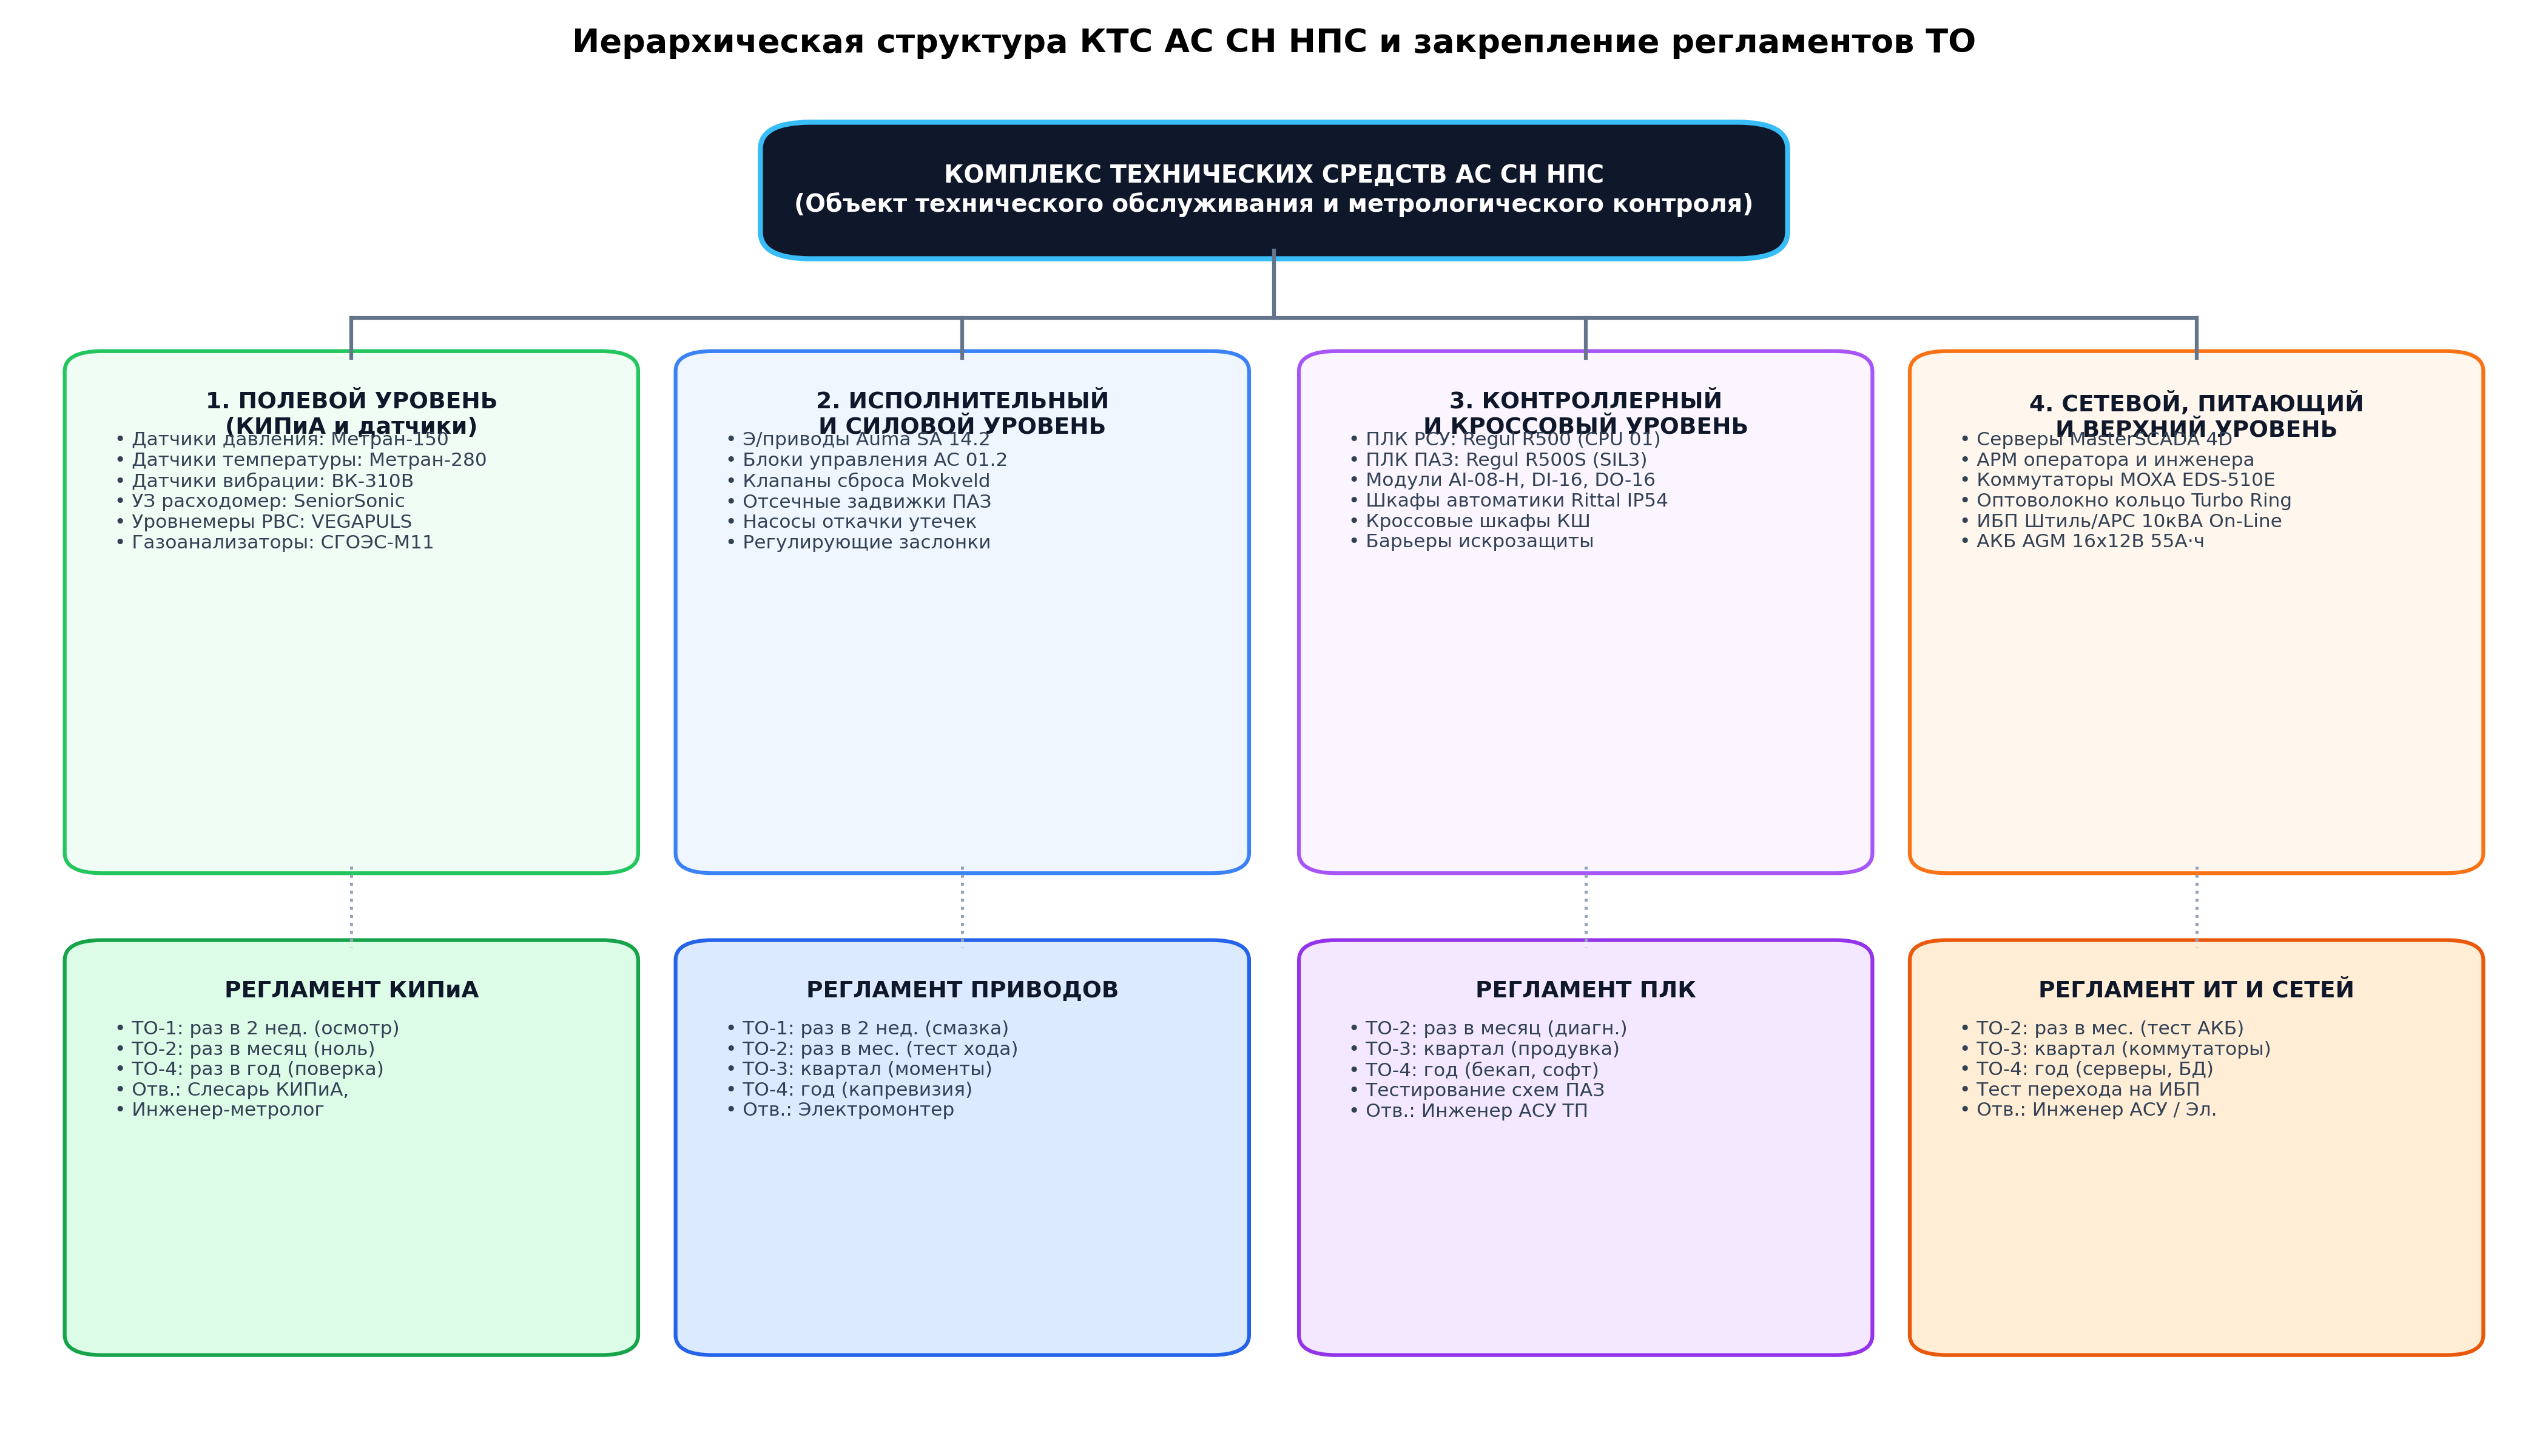 Иерархическая структура КТС АС СН НПС и закрепление регламентов ТО
КОМПЛЕКС ТЕХНИЧЕСКИХ СРЕДСТВ АС СН НПС
(Объект технического обслуживания и метрологического контроля)
1. ПОЛЕВОЙ УРОВЕНЬ
(КИПиА и датчики)
• Датчики давления: Метран-150
• Датчики температуры: Метран-280
• Датчики вибрации: ВК-310В
• УЗ расходомер: SeniorSonic
• Уровнемеры РВС: VEGAPULS
• Газоанализаторы: СГОЭС-М11
2. ИСПОЛНИТЕЛЬНЫЙ
И СИЛОВОЙ УРОВЕНЬ
• Э/приводы Auma SA 14.2
• Блоки управления AC 01.2
• Клапаны сброса Mokveld
• Отсечные задвижки ПАЗ
• Насосы откачки утечек
• Регулирующие заслонки
3. КОНТРОЛЛЕРНЫЙ
И КРОССОВЫЙ УРОВЕНЬ
• ПЛК РСУ: Regul R500 (CPU 01)
• ПЛК ПАЗ: Regul R500S (SIL3)
• Модули AI-08-H, DI-16, DO-16
• Шкафы автоматики Rittal IP54
• Кроссовые шкафы КШ
• Барьеры искрозащиты
4. СЕТЕВОЙ, ПИТАЮЩИЙ
И ВЕРХНИЙ УРОВЕНЬ
• Серверы MasterSCADA 4D
• АРМ оператора и инженера
• Коммутаторы MOXA EDS-510E
• Оптоволокно кольцо Turbo Ring
• ИБП Штиль/APC 10кВА On-Line
• АКБ AGM 16х12В 55А·ч
РЕГЛАМЕНТ КИПиА
• ТО-1: раз в 2 нед. (осмотр)
• ТО-2: раз в месяц (ноль)
• ТО-4: раз в год (поверка)
• Отв.: Слесарь КИПиА,
• Инженер-метролог
РЕГЛАМЕНТ ПРИВОДОВ
• ТО-1: раз в 2 нед. (смазка)
• ТО-2: раз в мес. (тест хода)
• ТО-3: квартал (моменты)
• ТО-4: год (капревизия)
• Отв.: Электромонтер
РЕГЛАМЕНТ ПЛК
• ТО-2: раз в месяц (диагн.)
• ТО-3: квартал (продувка)
• ТО-4: год (бекап, софт)
• Тестирование схем ПАЗ
• Отв.: Инженер АСУ ТП
РЕГЛАМЕНТ ИТ И СЕТЕЙ
• ТО-2: раз в мес. (тест АКБ)
• ТО-3: квартал (коммутаторы)
• ТО-4: год (серверы, БД)
• Тест перехода на ИБП
• Отв.: Инженер АСУ / Эл.